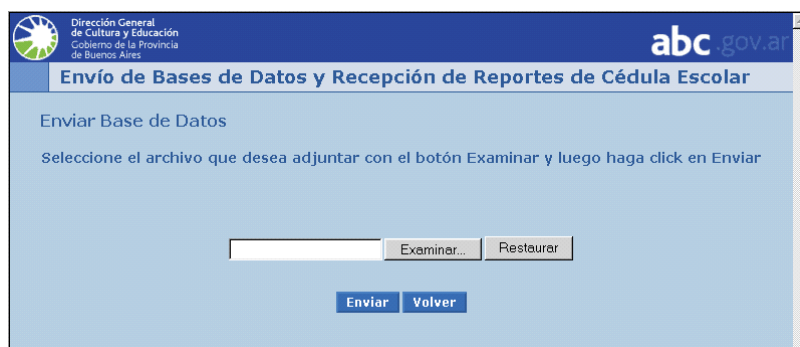 Dirección General
de Cultura y Educación
Gobierno de la Provincia
de Buenos Aires
abc.gov.ar
Envío de Bases de Datos y Recepción de Reportes de Cédula Escolar
Enviar Base de Datos
Seleccione el archivo que desea adjuntar con el botón Examinar y luego haga click en Enviar
Examinar... Restaurar
Enviar Volver